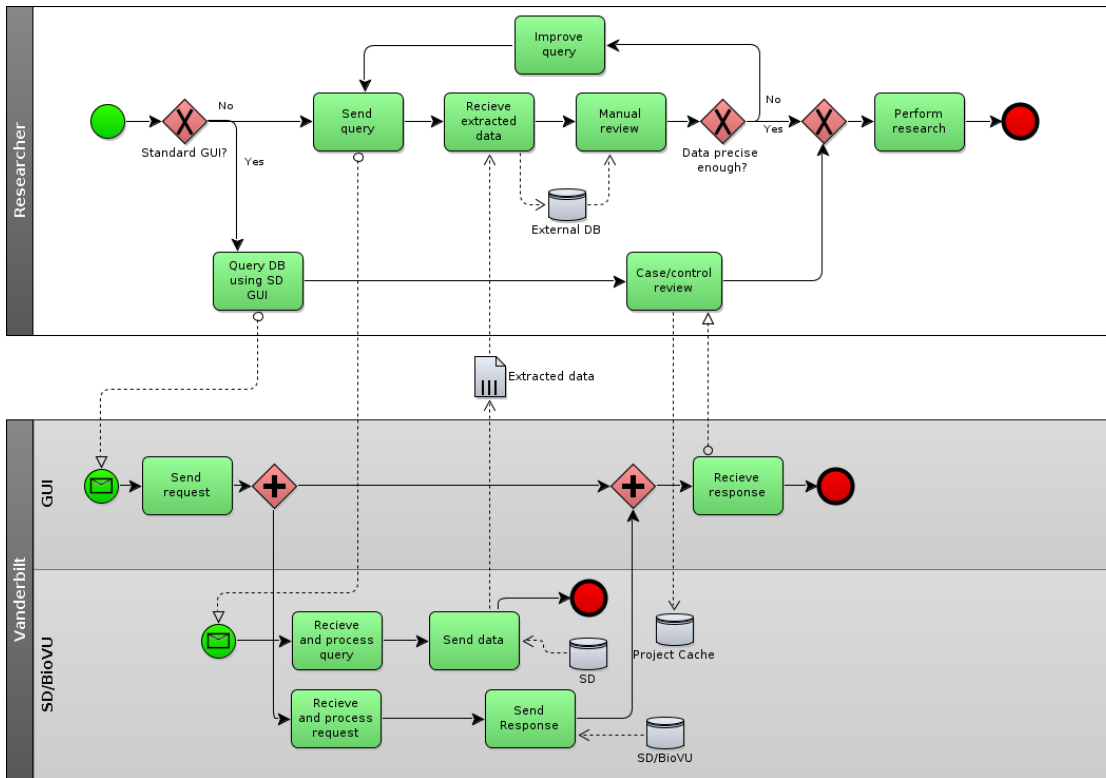 Researcher
Improve
query
No
Standard GUI?
Yes
Send
query
Recieve
extracted
data
Manual
review
No
Yes
Data precise
enough?
Perform
research
External DB
Query DB
using SD
GUI
Case/control
review
Extracted data
Vanderbilt
GUI
Send
request
Recieve
response
SD/BioVU
Recieve
and process
query
Send data
SD
Project Cache
Recieve
and process
request
Send
Response
SD/BioVU